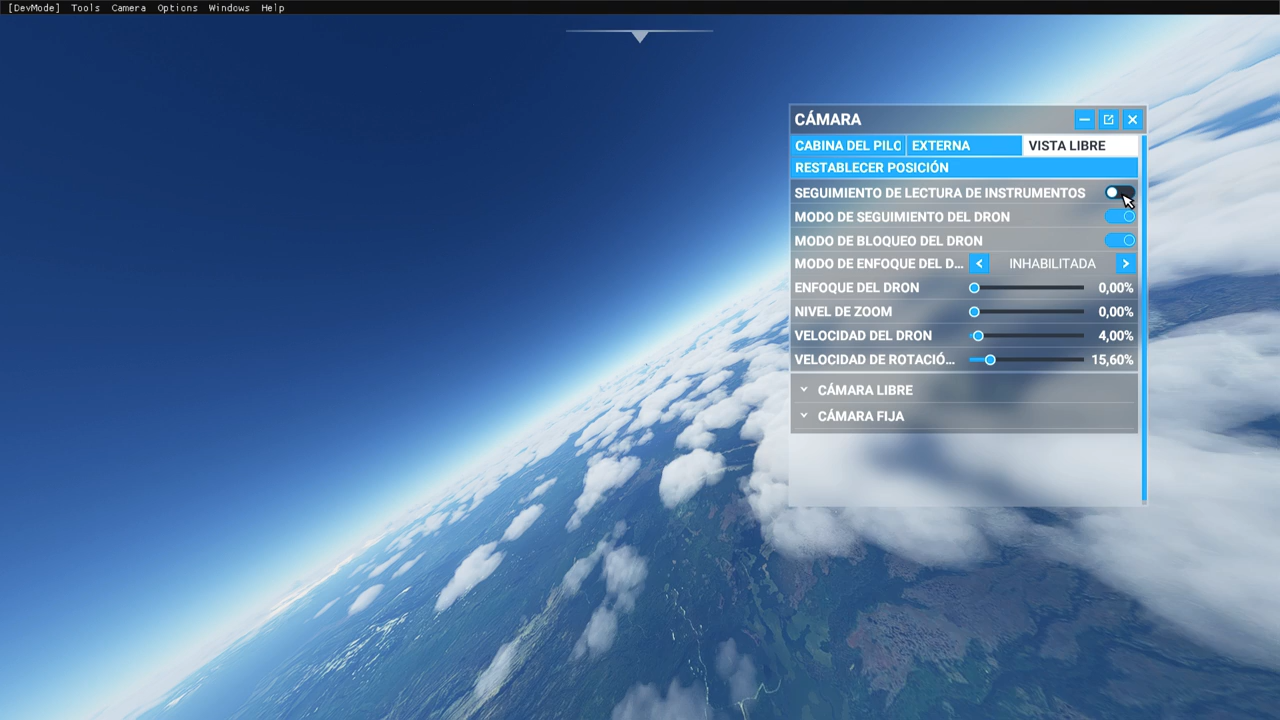 [DevMode] Tools Camera Options Windows Help
CÁMARA
CABINA DEL PILO EXTERNA VISTA LIBRE
RESTABLECER POSICIÓN
SEGUIMIENTO DE LECTURA DE INSTRUMENTOS
MODO DE SEGUIMIENTO DEL DRON
MODO DE BLOQUEO DEL DRON
MODO DE ENFOQUE DEL D... < INHABILITADA >
ENFOQUE DEL DRON 0,00%
NIVEL DE ZOOM 0,00%
VELOCIDAD DEL DRON 4,00%
VELOCIDAD DE ROTACIÓ... 15,60%
CÁMARA LIBRE
CÁMARA FIJA